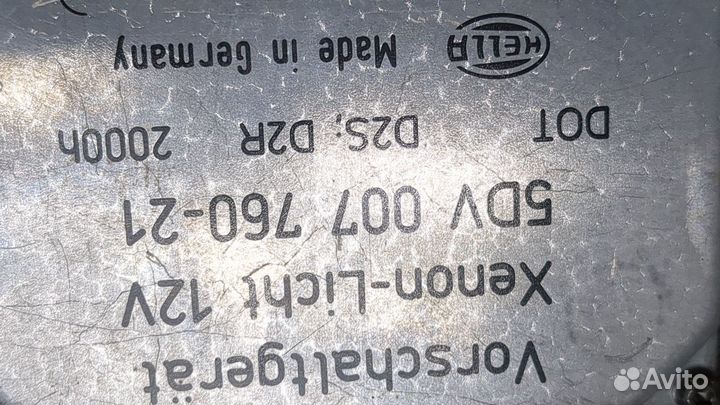 Vorschaltgerät
Xenon-Licht 12V
5DV 007 760-21
DOT D2S; D2R 2000h
HELLA Made in Germany
Avito